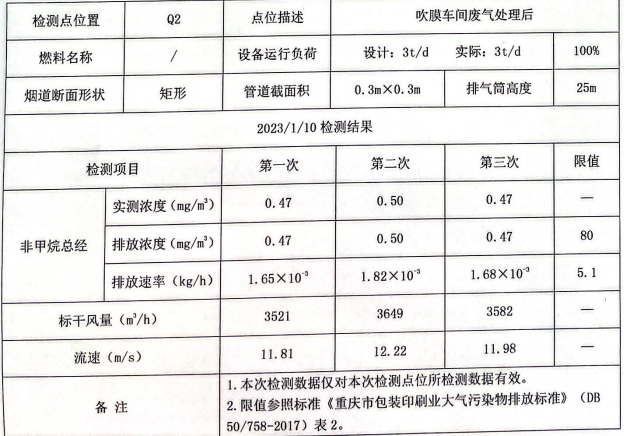 检测点位置 Q2 点位描述 吹膜车间废气处理后
燃料名称 / 设备运行负荷 设计：3t/d 实际：3t/d 100%
烟道断面形状 矩形 管道截面积 0.3m×0.3m 排气筒高度 25m
2023/1/10 检测结果
检测项目 第一次 第二次 第三次 限值
非甲烷总经 实测浓度（mg/m³） 0.47 0.50 0.47 —
排放浓度（mg/m³） 0.47 0.50 0.47 80
排放速率（kg/h） 1.65×10⁻³ 1.82×10⁻³ 1.68×10⁻³ 5.1
标干风量（m³/h） 3521 3649 3582 —
流速（m/s） 11.81 12.22 11.98 —
备 注 1.本次检测数据仅对本次检测点位所检测数据有效。
2.限值参照标准《重庆市包装印刷业大气污染物排放标准》（DB
50/758-2017）表 2。